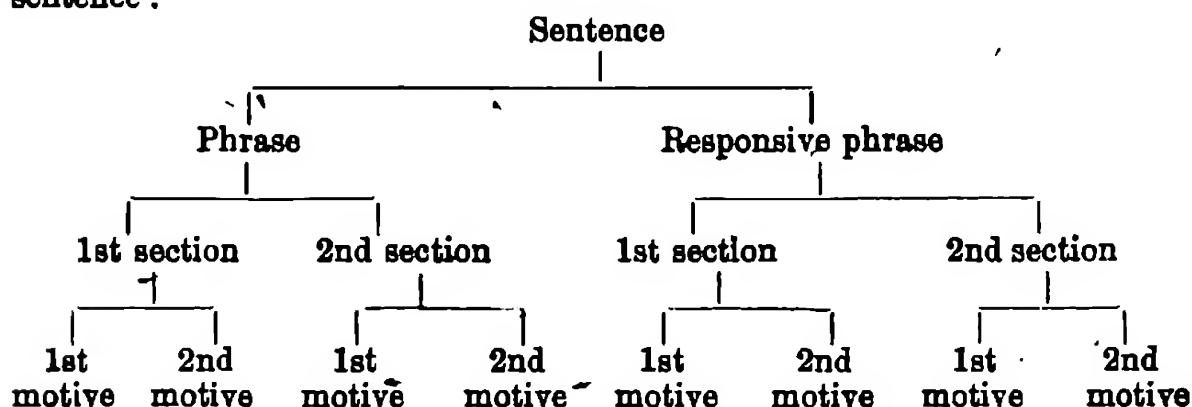 sentence:
Sentence
Phrase Responsive phrase
1st section 2nd section 1st section 2nd section
1st 2nd 1st 2nd 1st 2nd 1st 2nd
motive motive motive motive motive motive motive motive